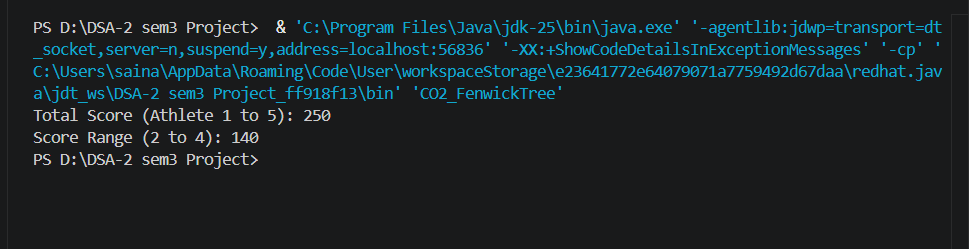 PS D:\DSA-2 sem3 Project>  & 'C:\Program Files\Java\jdk-25\bin\java.exe' '-agentlib:jdwp=transport=dt
_socket,server=n,suspend=y,address=localhost:56836' '-XX:+ShowCodeDetailsInExceptionMessages' '-cp' '
C:\Users\saina\AppData\Roaming\Code\User\workspaceStorage\e23641772e64079071a7759492d67daa\redhat.jav
a\jdt_ws\DSA-2 sem3 Project_ff918f13\bin' 'CO2_FenwickTree'
Total Score (Athlete 1 to 5): 250
Score Range (2 to 4): 140
PS D:\DSA-2 sem3 Project>